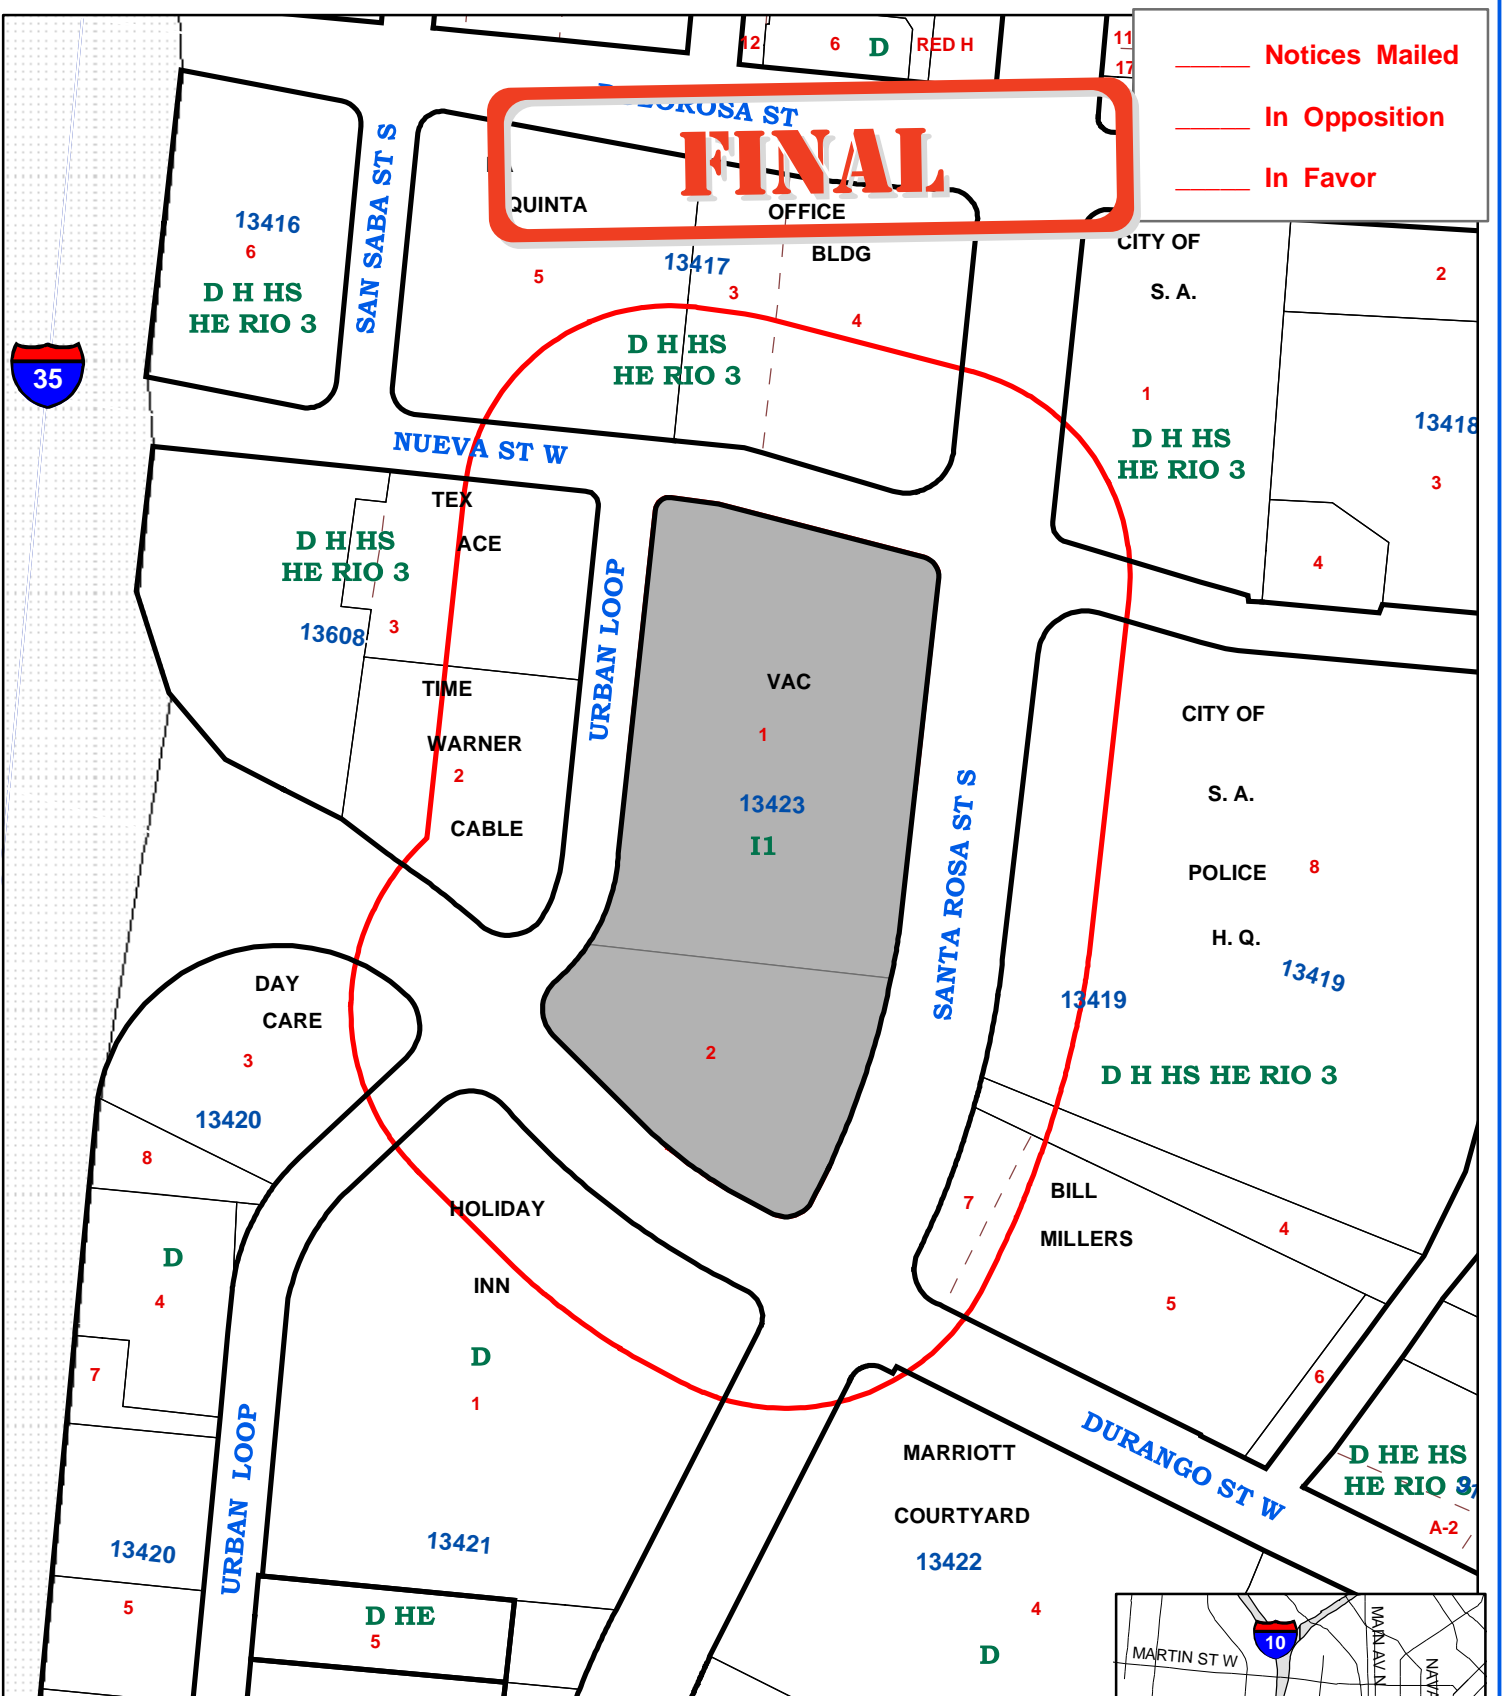 12
6
D
RED H
11
17
_____ Notices Mailed
_____ In Opposition
_____ In Favor
FINAL
QUINTA
OFFICE
BLDG
13416
6
D H HS
HE RIO 3
SAN SABA ST S
5
13417
3
4
D H HS
HE RIO 3
CITY OF
S. A.
1
D H HS
HE RIO 3
2
13418
3
4
35
NUEVA ST W
TEX
ACE
D H HS
HE RIO 3
13608
3
TIME
WARNER
2
CABLE
URBAN LOOP
VAC
1
13423
I1
2
SANTA ROSA ST S
CITY OF
S. A.
POLICE
8
H. Q.
13419
13419
D H HS HE RIO 3
DAY
CARE
3
13420
8
D
4
7
HOLIDAY
INN
D
1
13421
URBAN LOOP
13420
5
D HE
5
7
BILL
MILLERS
4
5
6
DURANGO ST W
MARRIOTT
COURTYARD
13422
4
D
D HE HS
HE RIO 3
A-2
10
MARTIN ST W
MAIN AV N